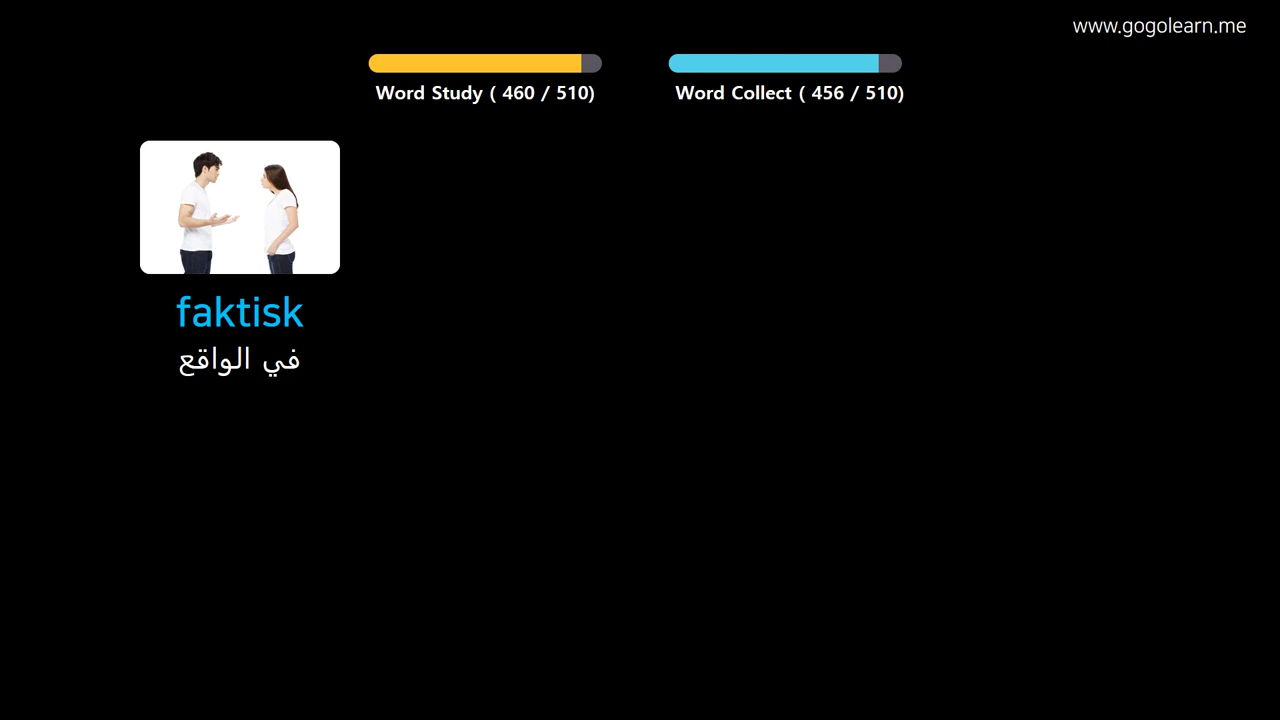 www.gogolearn.me
Word Study ( 460 / 510)
Word Collect ( 456 / 510)
faktisk
في الواقع